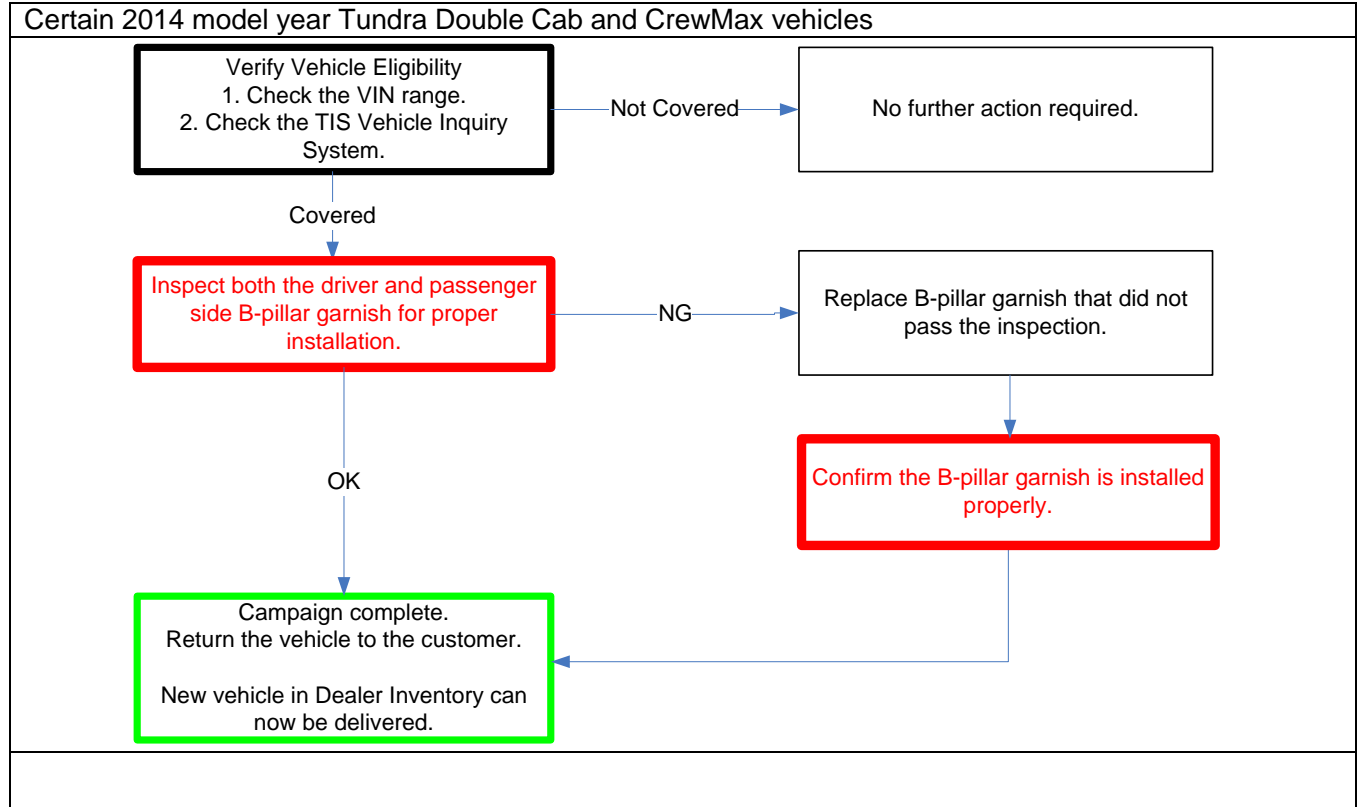 Certain 2014 model year Tundra Double Cab and CrewMax vehicles
Verify Vehicle Eligibility
1. Check the VIN range.
2. Check the TIS Vehicle Inquiry
System.
Not Covered
No further action required.
Covered
Inspect both the driver and passenger
side B-pillar garnish for proper
installation.
NG
Replace B-pillar garnish that did not
pass the inspection.
OK
Confirm the B-pillar garnish is installed
properly.
Campaign complete.
Return the vehicle to the customer.
New vehicle in Dealer Inventory can
now be delivered.